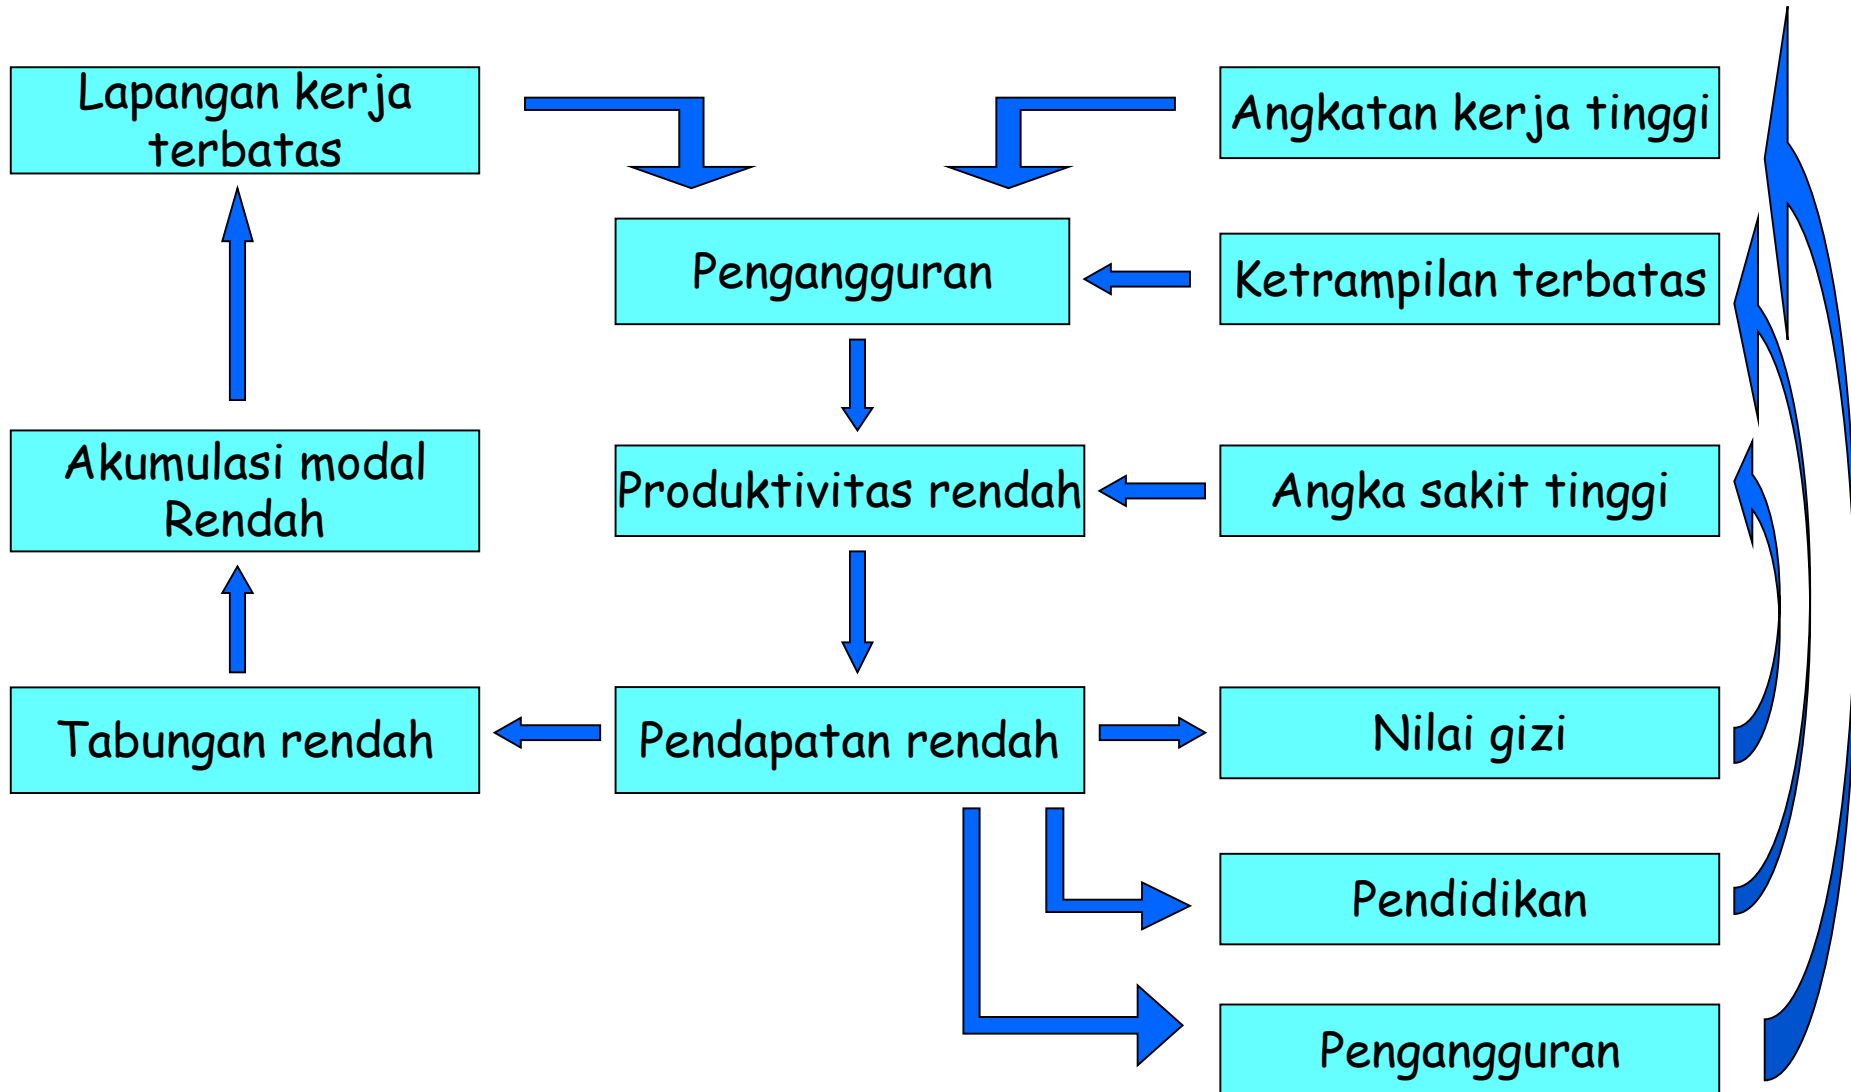 Lapangan kerja
terbatas
Angkatan kerja tinggi
Pengangguran
Ketrampilan terbatas
Akumulasi modal
Rendah
Produktivitas rendah
Angka sakit tinggi
Tabungan rendah
Pendapatan rendah
Nilai gizi
Pendidikan
Pengangguran